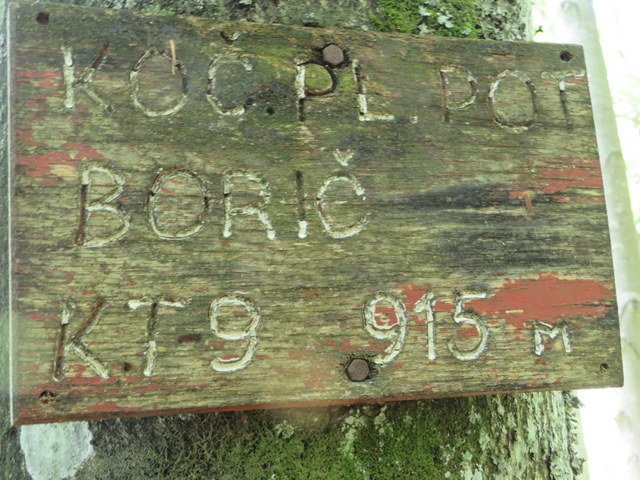 KOČ. PL. POT
BORIČ
KT 9 915 M